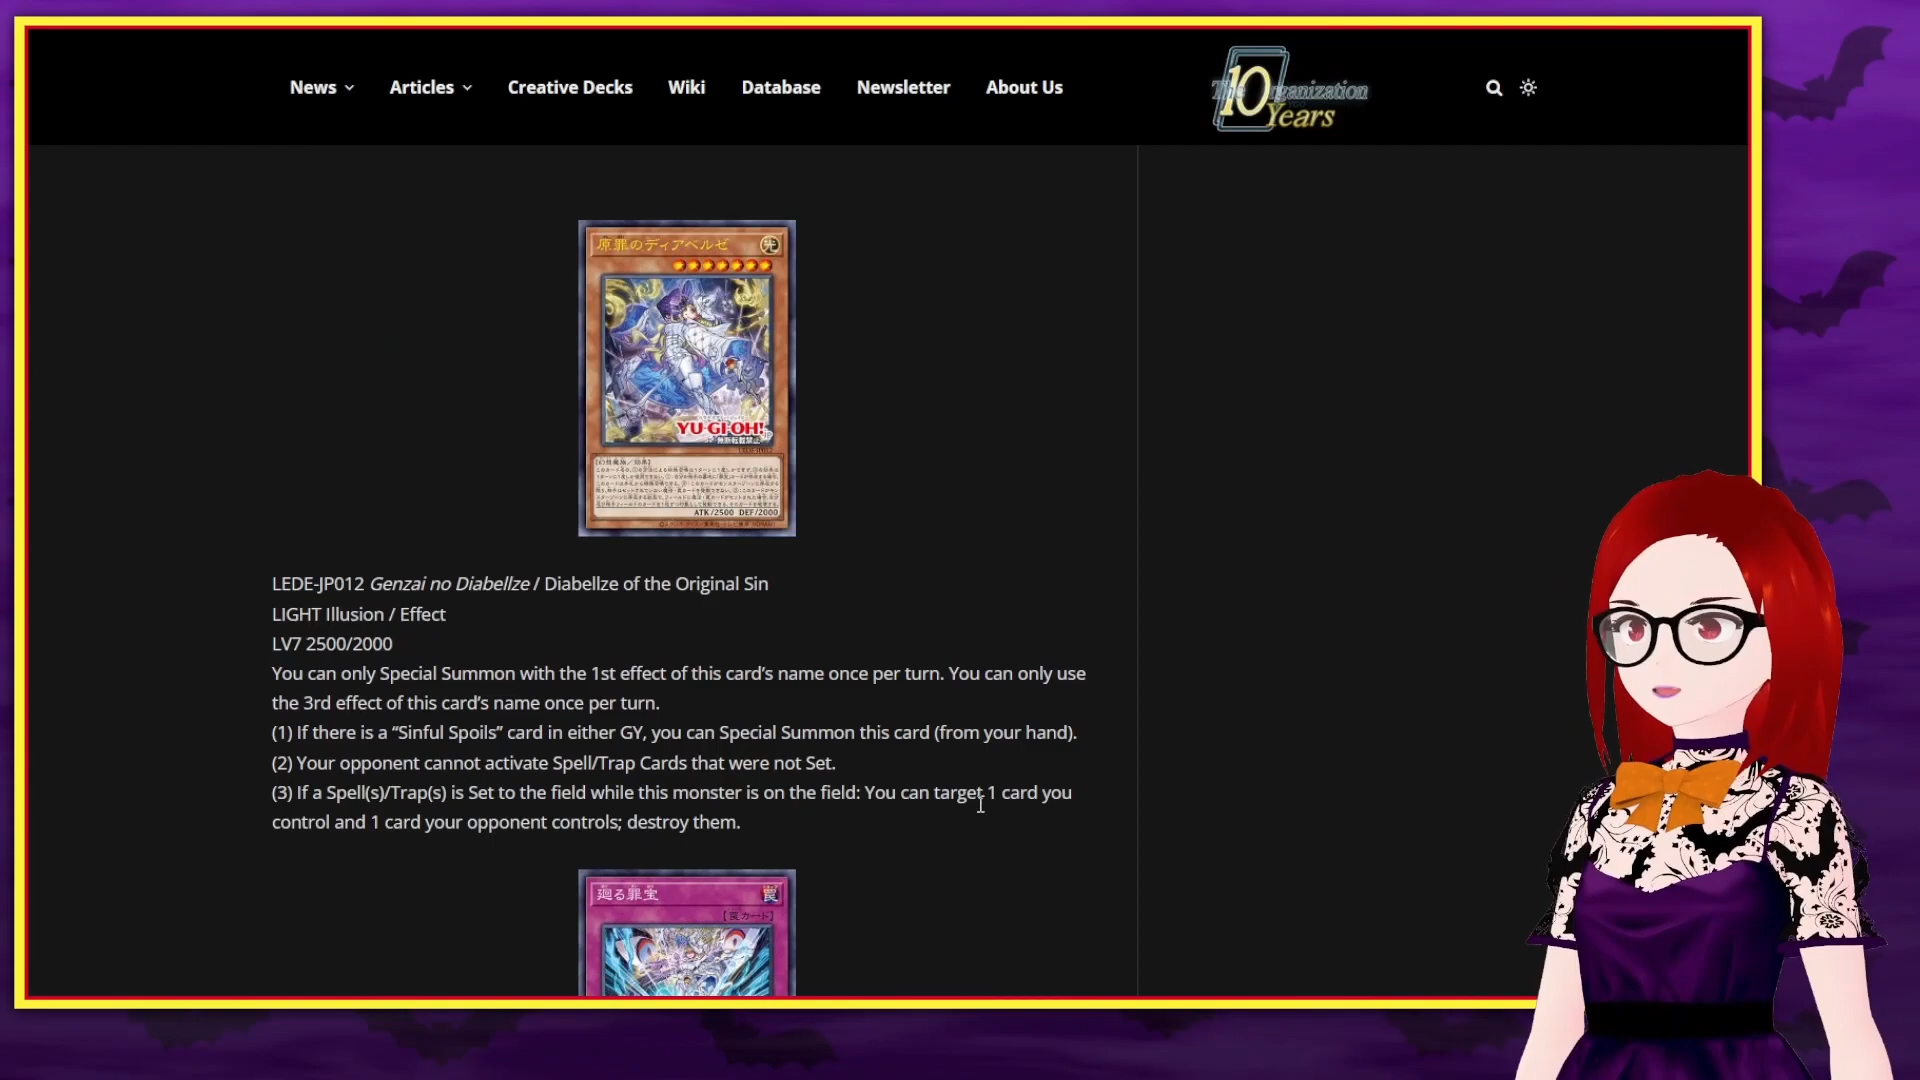 News
Articles
Creative Decks
Wiki
Database
Newsletter
About Us
The Organization
10 Years
原罪のディアベルゼ
光
YU-GI-OH!
ATK/2500 DEF/2000
LEDE-JP012 Genzai no Diabellze / Diabellze of the Original Sin
LIGHT Illusion / Effect
LV7 2500/2000
You can only Special Summon with the 1st effect of this card’s name once per turn. You can only use
the 3rd effect of this card’s name once per turn.
(1) If there is a “Sinful Spoils” card in either GY, you can Special Summon this card (from your hand).
(2) Your opponent cannot activate Spell/Trap Cards that were not Set.
(3) If a Spell(s)/Trap(s) is Set to the field while this monster is on the field: You can target 1 card you
control and 1 card your opponent controls; destroy them.
廻る罪宝
罠
【罠カード】